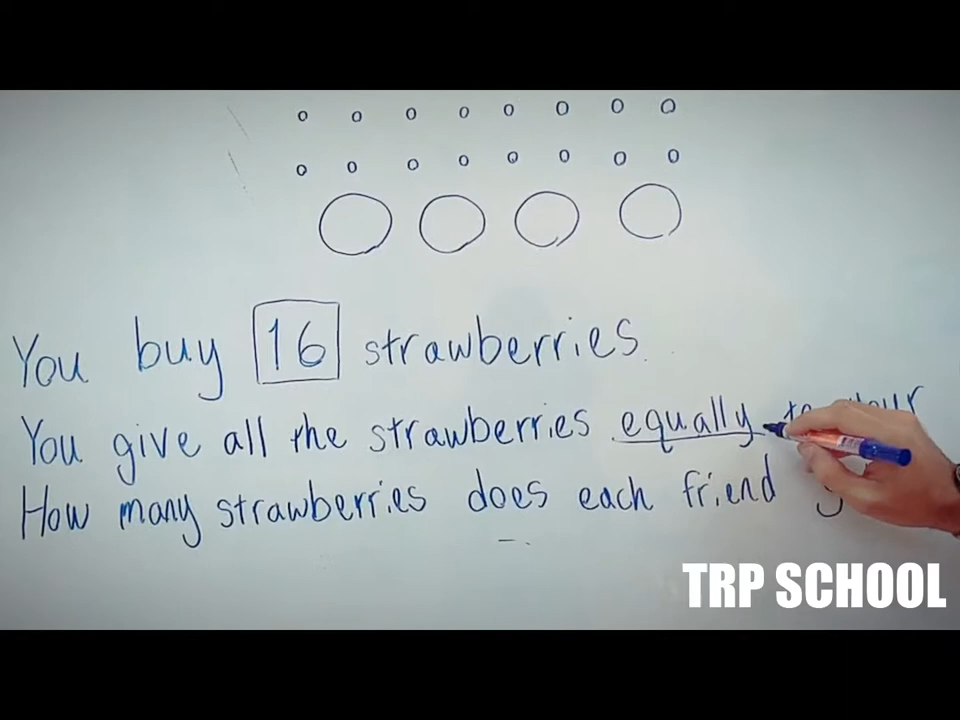 You buy 16 strawberries.
You give all the strawberries equally
How many strawberries does each friend
TRP SCHOOL